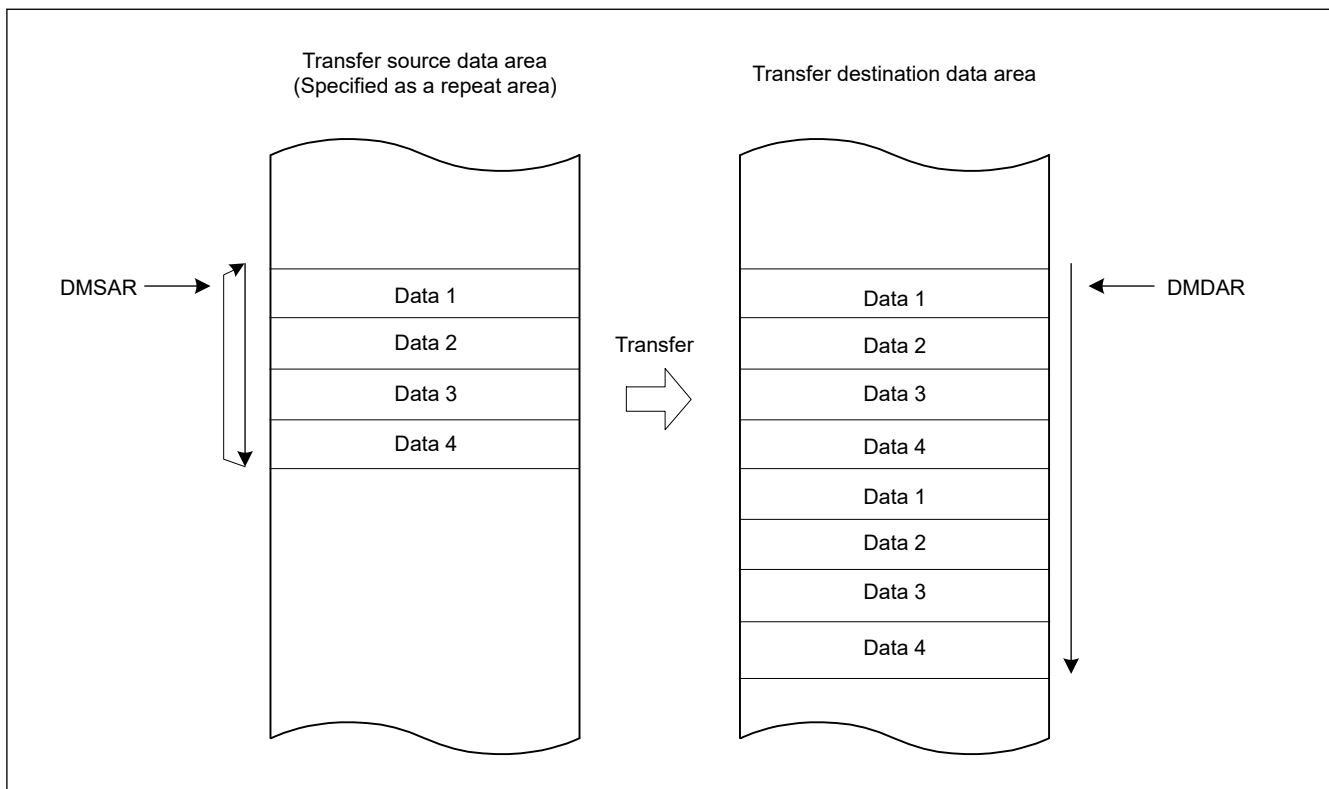 Transfer source data area
(Specified as a repeat area)
Transfer destination data area
DMSAR
Data 1
Data 2
Data 3
Data 4
Transfer
Data 1
Data 2
Data 3
Data 4
Data 1
Data 2
Data 3
Data 4
DMDAR